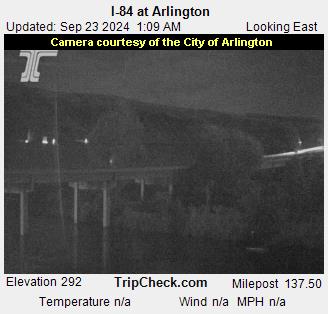 I-84 at Arlington
Updated: Sep 23 2024 1:09 AM Looking East
Camera courtesy of the City of Arlington
Elevation 292 TripCheck.com Milepost 137.50
Temperature n/a Wind n/a MPH n/a